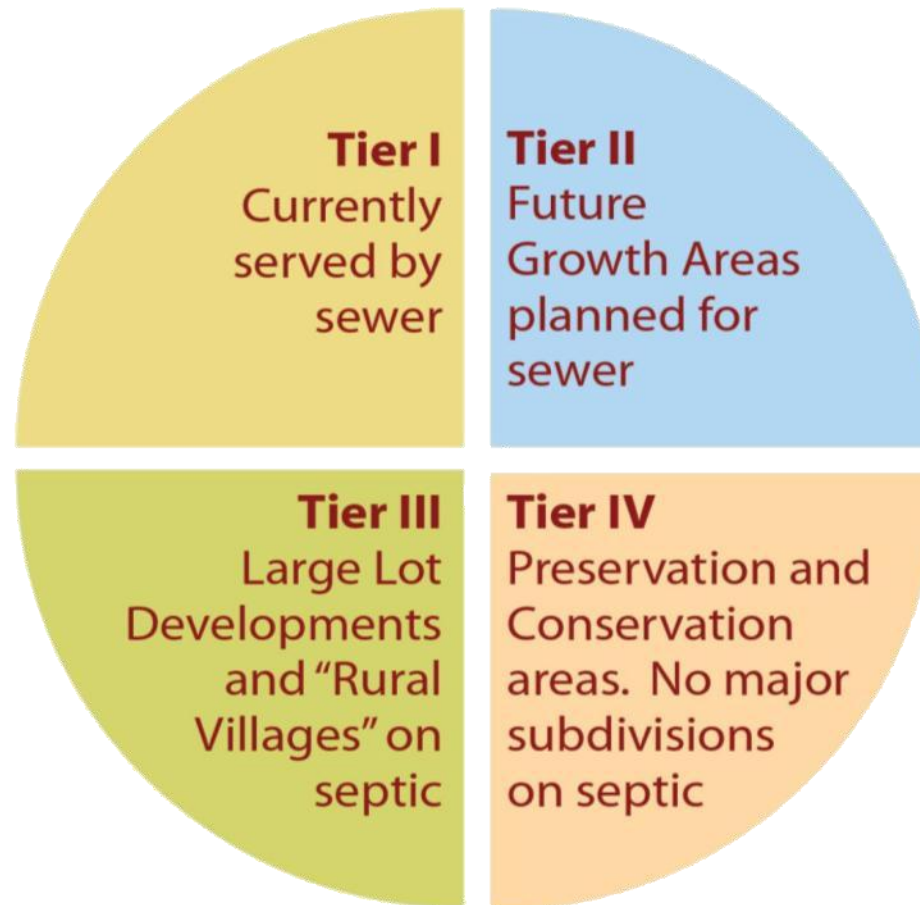 Tier I
Currently
served by
sewer
Tier II
Future
Growth Areas
planned for
sewer
Tier III
Large Lot
Developments
and “Rural
Villages” on
septic
Tier IV
Preservation and
Conservation
areas.  No major
subdivisions
on septic